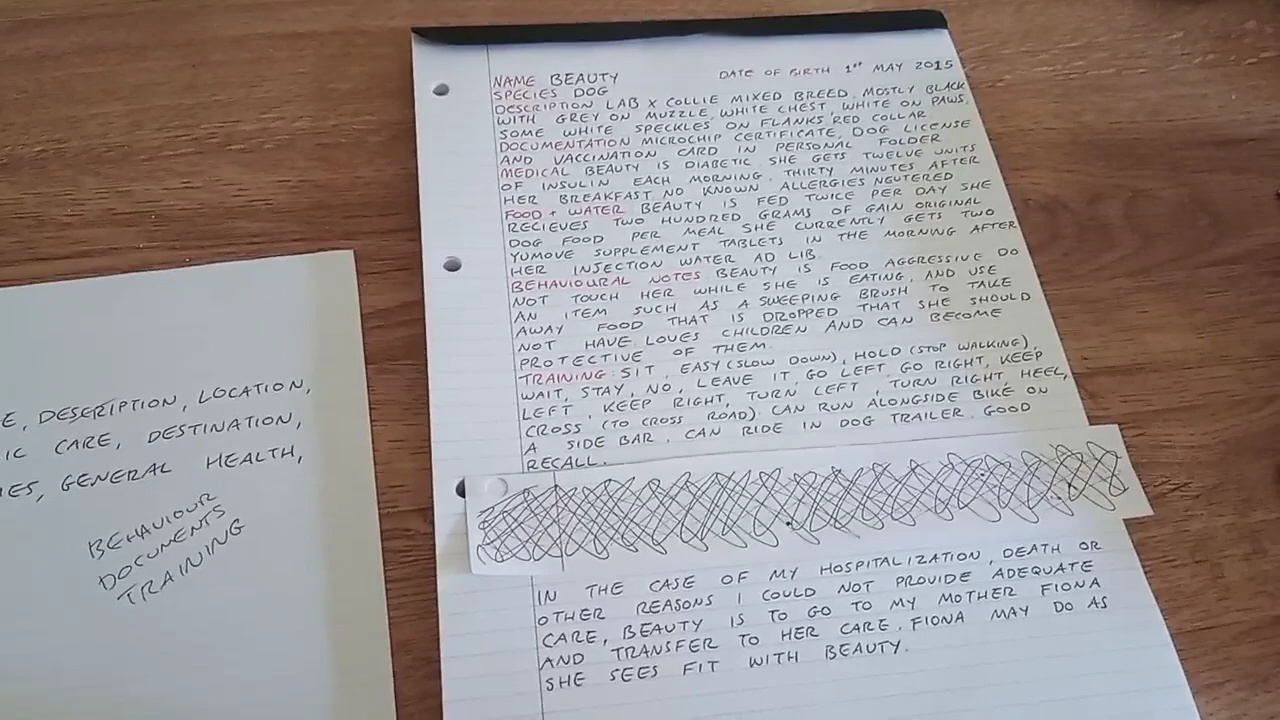 NAME BEAUTY DATE OF BIRTH 1ST MAY 2015
SPECIES DOG
DESCRIPTION LAB X COLLIE MIXED BREED, MOSTLY BLACK
WITH GREY ON MUZZLE, WHITE CHEST, WHITE ON PAWS,
SOME WHITE SPECKLES ON FLANKS RED COLLAR
DOCUMENTATION MICROCHIP CERTIFICATE, DOG LICENSE
AND VACCINATION CARD IN PERSONAL FOLDER
MEDICAL BEAUTY IS DIABETIC SHE GETS TWELVE UNITS
OF INSULIN EACH MORNING, THIRTY MINUTES AFTER
HER BREAKFAST NO KNOWN ALLERGIES NEUTERED
FOOD + WATER BEAUTY IS FED TWICE PER DAY SHE
RECIEVES TWO HUNDRED GRAMS OF GAIN ORIGINAL
DOG FOOD PER MEAL SHE CURRENTLY GETS TWO
YUMOVE SUPPLEMENT TABLETS IN THE MORNING AFTER
HER INJECTION WATER AD LIB.
BEHAVIOURAL NOTES BEAUTY IS FOOD AGGRESSIVE DO
NOT TOUCH HER WHILE SHE IS EATING, AND USE
AN ITEM SUCH AS A SWEEPING BRUSH TO TAKE
AWAY FOOD THAT IS DROPPED THAT SHE SHOULD
NOT HAVE. LOVES CHILDREN AND CAN BECOME
PROTECTIVE OF THEM.
TRAINING: SIT, EASY (SLOW DOWN), HOLD (STOP WALKING),
WAIT, STAY, NO, LEAVE IT, GO LEFT, GO RIGHT, KEEP
LEFT, KEEP RIGHT, TURN LEFT, TURN RIGHT, HEEL,
CROSS (TO CROSS ROAD) CAN RUN ALONGSIDE BIKE ON
A SIDE BAR. CAN RIDE IN DOG TRAILER. GOOD
RECALL.
IN THE CASE OF MY HOSPITALIZATION, DEATH OR
OTHER REASONS I COULD NOT PROVIDE ADEQUATE
CARE, BEAUTY IS TO GO TO MY MOTHER FIONA
AND TRANSFER TO HER CARE. FIONA MAY DO AS
SHE SEES FIT WITH BEAUTY.
E, DESCRIPTION, LOCATION,
IC CARE, DESTINATION,
IES, GENERAL HEALTH,
BEHAVIOUR
DOCUMENTS
TRAINING